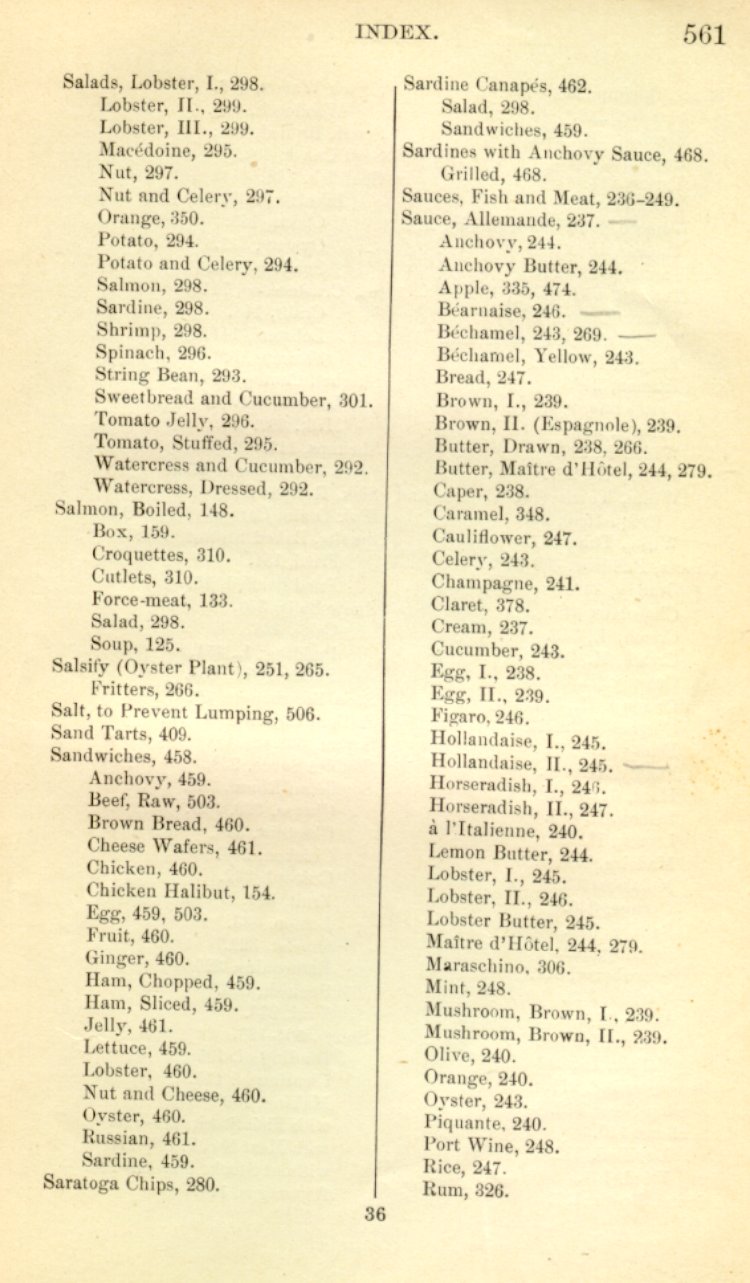 INDEX. 561
Salads, Lobster, I., 298.
Lobster, II., 299.
Lobster, III., 299.
Macédoine, 295.
Nut, 297.
Nut and Celery, 297.
Orange, 350.
Potato, 294.
Potato and Celery, 294.
Salmon, 298.
Sardine, 298.
Shrimp, 298.
Spinach, 296.
String Bean, 293.
Sweetbread and Cucumber, 301.
Tomato Jelly, 296.
Tomato, Stuffed, 295.
Watercress and Cucumber, 292.
Watercress, Dressed, 292.
Salmon, Boiled, 148.
Box, 159.
Croquettes, 310.
Cutlets, 310.
Force-meat, 133.
Salad, 298.
Soup, 125.
Salsify (Oyster Plant), 251, 265.
Fritters, 266.
Salt, to Prevent Lumping, 506.
Sand Tarts, 409.
Sandwiches, 458.
Anchovy, 459.
Beef, Raw, 503.
Brown Bread, 460.
Cheese Wafers, 461.
Chicken, 460.
Chicken Halibut, 154.
Egg, 459, 503.
Fruit, 460.
Ginger, 460.
Ham, Chopped, 459.
Ham, Sliced, 459.
Jelly, 461.
Lettuce, 459.
Lobster, 460.
Nut and Cheese, 460.
Oyster, 460.
Russian, 461.
Sardine, 459.
Saratoga Chips, 280.
Sardine Canapés, 462.
Salad, 298.
Sandwiches, 459.
Sardines with Anchovy Sauce, 468.
Grilled, 468.
Sauces, Fish and Meat, 236–249.
Sauce, Allemande, 237.
Anchovy, 244.
Anchovy Butter, 244.
Apple, 335, 474.
Béarnaise, 246.
Béchamel, 243, 269.
Béchamel, Yellow, 243.
Bread, 247.
Brown, I., 239.
Brown, II. (Espagnole), 239.
Butter, Drawn, 238, 266.
Butter, Maître d'Hôtel, 244, 279.
Caper, 238.
Caramel, 348.
Cauliflower, 247.
Celery, 243.
Champagne, 241.
Claret, 378.
Cream, 237.
Cucumber, 243.
Egg, I., 238.
Egg, II., 239.
Figaro, 246.
Hollandaise, I., 245.
Hollandaise, II., 245.
Horseradish, I., 246.
Horseradish, II., 247.
à l'Italienne, 240.
Lemon Butter, 244.
Lobster, I., 245.
Lobster, II., 246.
Lobster Butter, 245.
Maître d'Hôtel, 244, 279.
Maraschino, 306.
Mint, 248.
Mushroom, Brown, I., 239.
Mushroom, Brown, II., 239.
Olive, 240.
Orange, 240.
Oyster, 243.
Piquante, 240.
Port Wine, 248.
Rice, 247.
Rum, 326.
36